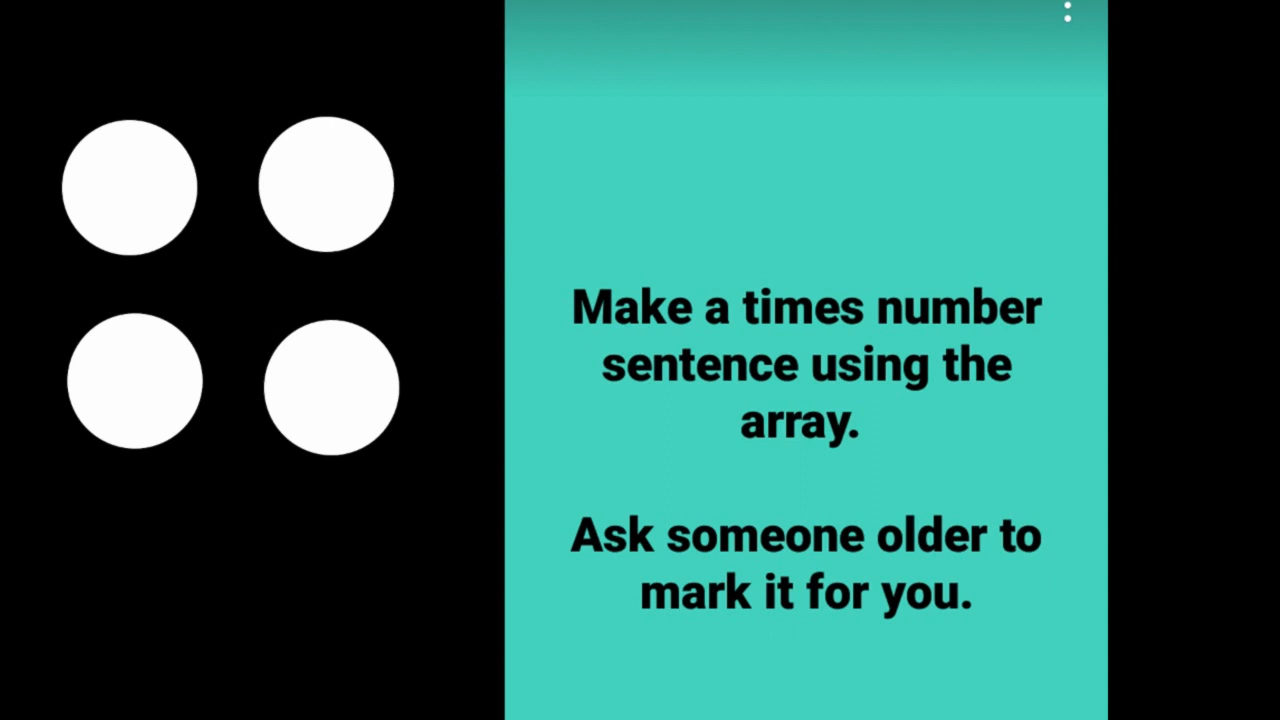 Make a times number
sentence using the
array.
Ask someone older to
mark it for you.